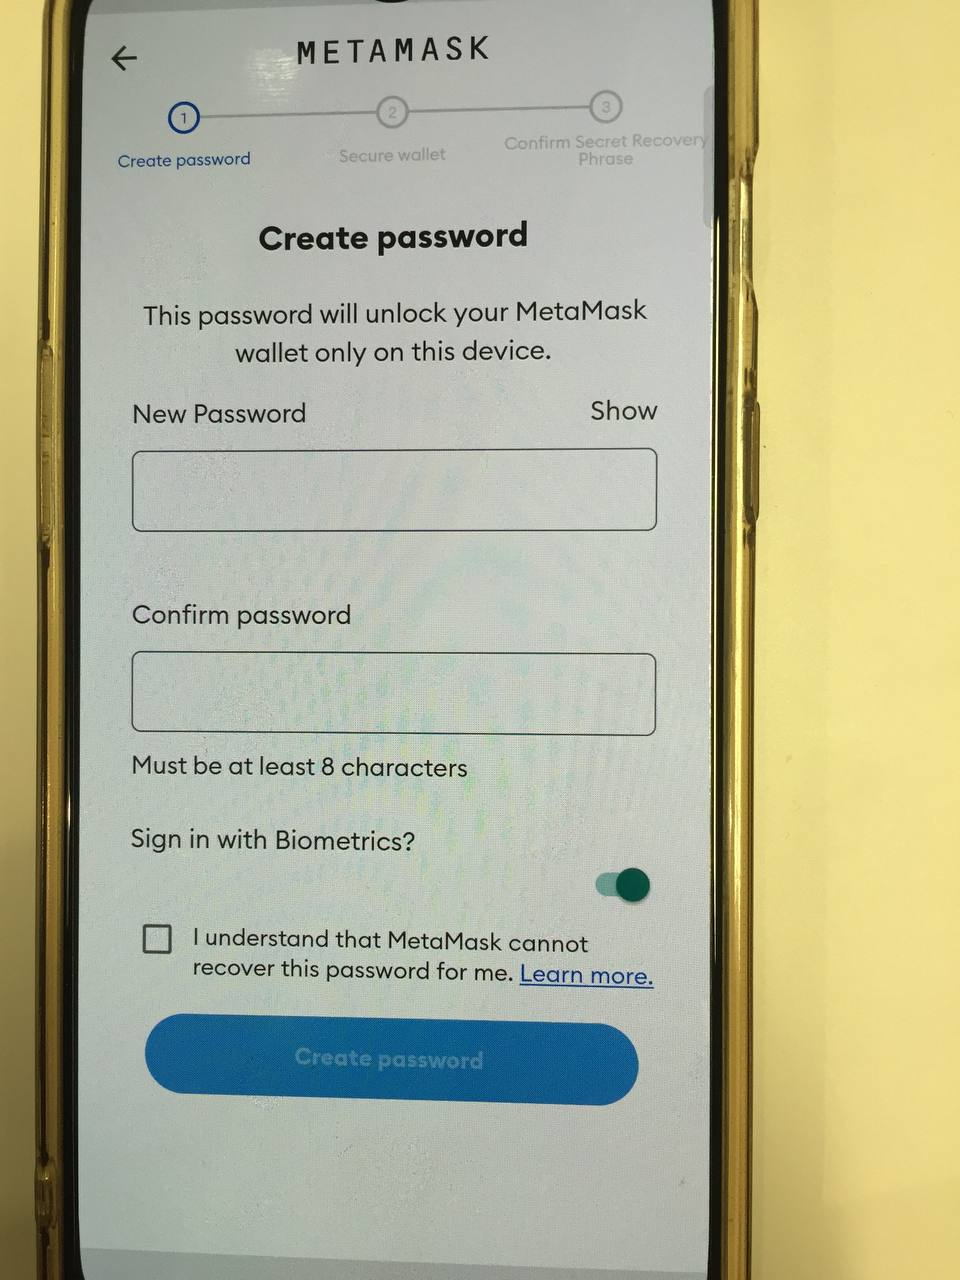 METAMASK
1
2
3
Create password
Secure wallet
Confirm Secret Recovery
Phrase
Create password
This password will unlock your MetaMask
wallet only on this device.
New Password
Show
Confirm password
Must be at least 8 characters
Sign in with Biometrics?
I understand that MetaMask cannot
recover this password for me. Learn more.
Create password